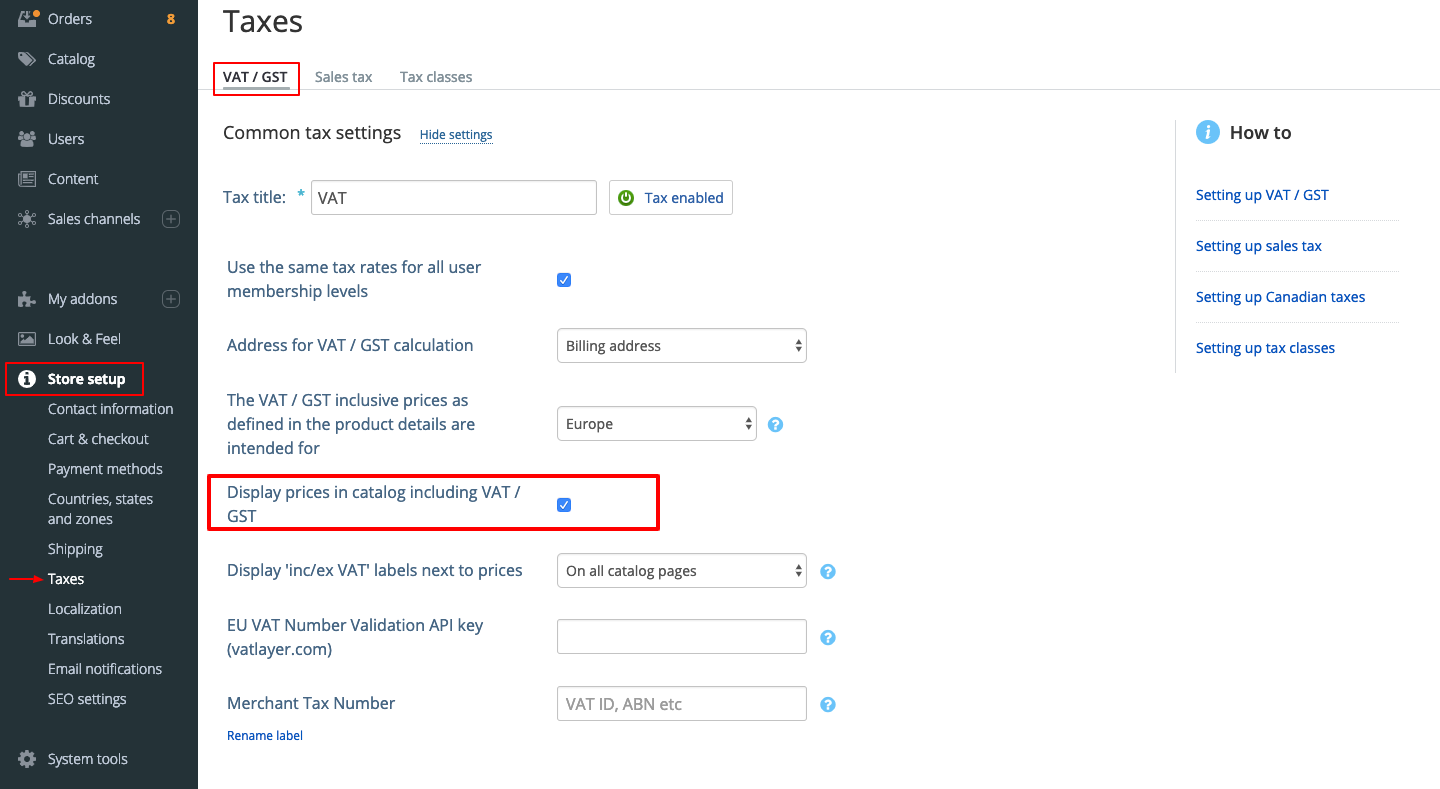 Orders 8
Catalog
Discounts
Users
Content
Sales channels
My addons
Look & Feel
Store setup
Contact information
Cart & checkout
Payment methods
Countries, states
and zones
Shipping
Taxes
Localization
Translations
Email notifications
SEO settings
System tools
Taxes
VAT / GST Sales tax Tax classes
Common tax settings Hide settings
Tax title: * VAT Tax enabled
Use the same tax rates for all user
membership levels
Address for VAT / GST calculation Billing address
The VAT / GST inclusive prices as
defined in the product details are
intended for
Europe ?
Display prices in catalog including VAT /
GST
Display 'inc/ex VAT' labels next to prices On all catalog pages ?
EU VAT Number Validation API key
(vatlayer.com)
?
Merchant Tax Number VAT ID, ABN etc ?
Rename label
i How to
Setting up VAT / GST
Setting up sales tax
Setting up Canadian taxes
Setting up tax classes